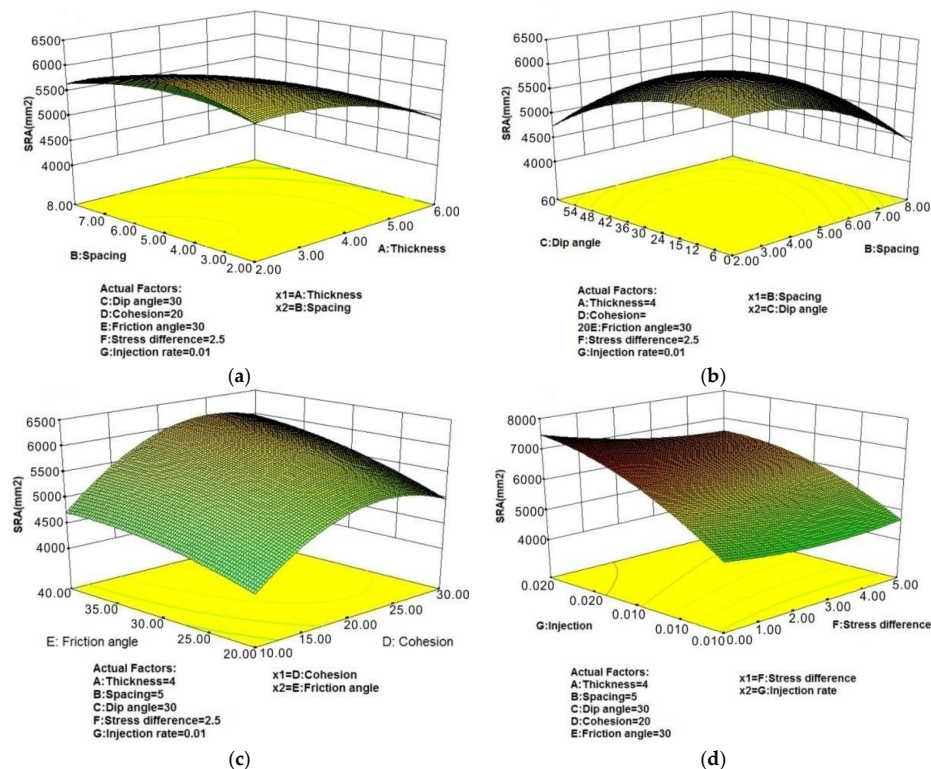 6500
6000
5500
5000
4500
4000
SRA(mm2)
8.00
7.00
6.00
5.00
4.00
3.00
2.00
B:Spacing
2.00
3.00
4.00
5.00
6.00
A:Thickness
Actual Factors:
C:Dip angle=30
D:Cohesion=20
E:Friction angle=30
F:Stress difference=2.5
G:Injection rate=0.01
x1=A:Thickness
x2=B:Spacing
(a)
6500
6000
5500
5000
4500
4000
SRA(mm2)
60
54
48
42
36
30
24
18
12
6
0
C:Dip angle
2.00
3.00
4.00
5.00
6.00
7.00
8.00
B:Spacing
Actual Factors:
A:Thickness=4
D:Cohesion=
20E:Friction angle=30
F:Stress difference=2.5
G:Injection rate=0.01
x1=B:Spacing
x2=C:Dip angle
(b)
6500
6000
5500
5000
4500
4000
SRA(mm2)
40.00
35.00
30.00
25.00
20.00
E: Friction angle
10.00
15.00
20.00
25.00
30.00
D: Cohesion
Actual Factors:
A:Thickness=4
B:Spacing=5
C:Dip angle=30
F:Stress difference=2.5
G:Injection rate=0.01
x1=D:Cohesion
x2=E:Friction angle
(c)
8000
7000
6000
5000
4000
SRA(mm2)
0.020
0.020
0.010
0.010
0.010
G:Injection
0.00
1.00
2.00
3.00
4.00
5.00
F:Stress difference
Actual Factors:
A:Thickness=4
B:Spacing=5
C:Dip angle=30
D:Cohesion=20
E:Friction angle=30
x1=F:Stress difference
x2=G:Injection rate
(d)